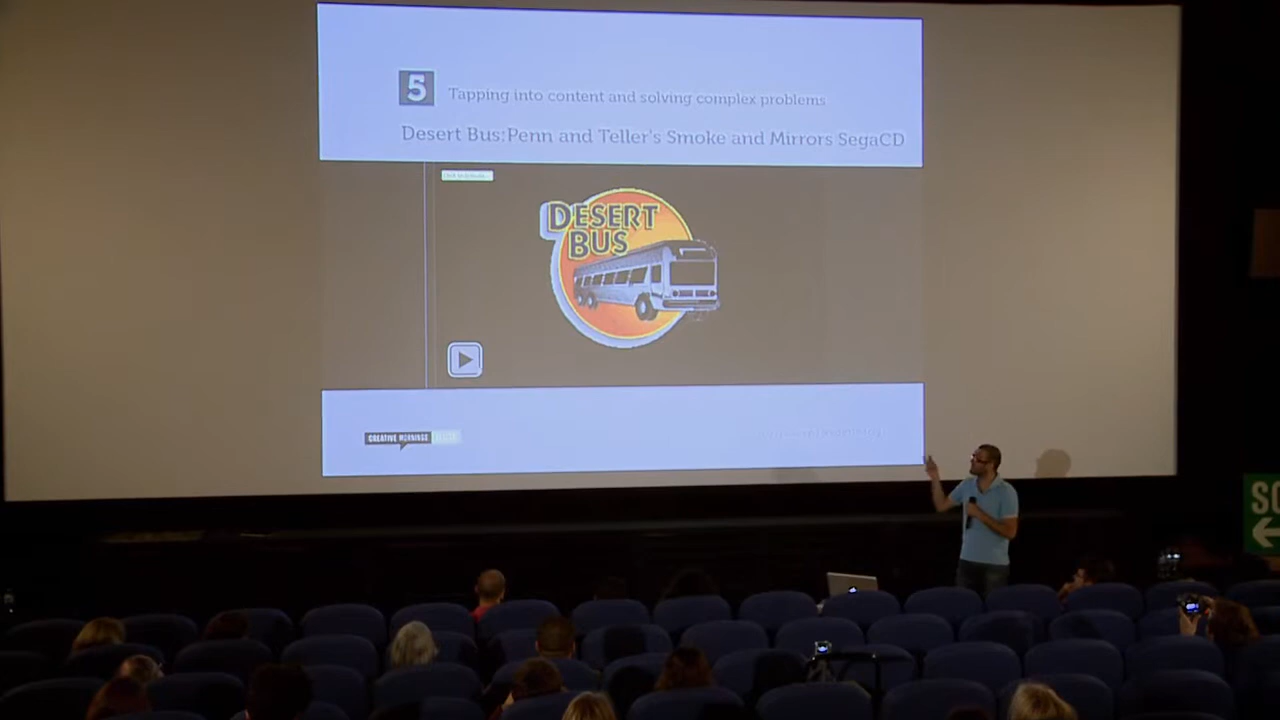 5
Tapping into content and solving complex problems
Desert Bus:Penn and Teller's Smoke and Mirrors SegaCD
DESERT
BUS
CREATIVE MORNINGS
SO